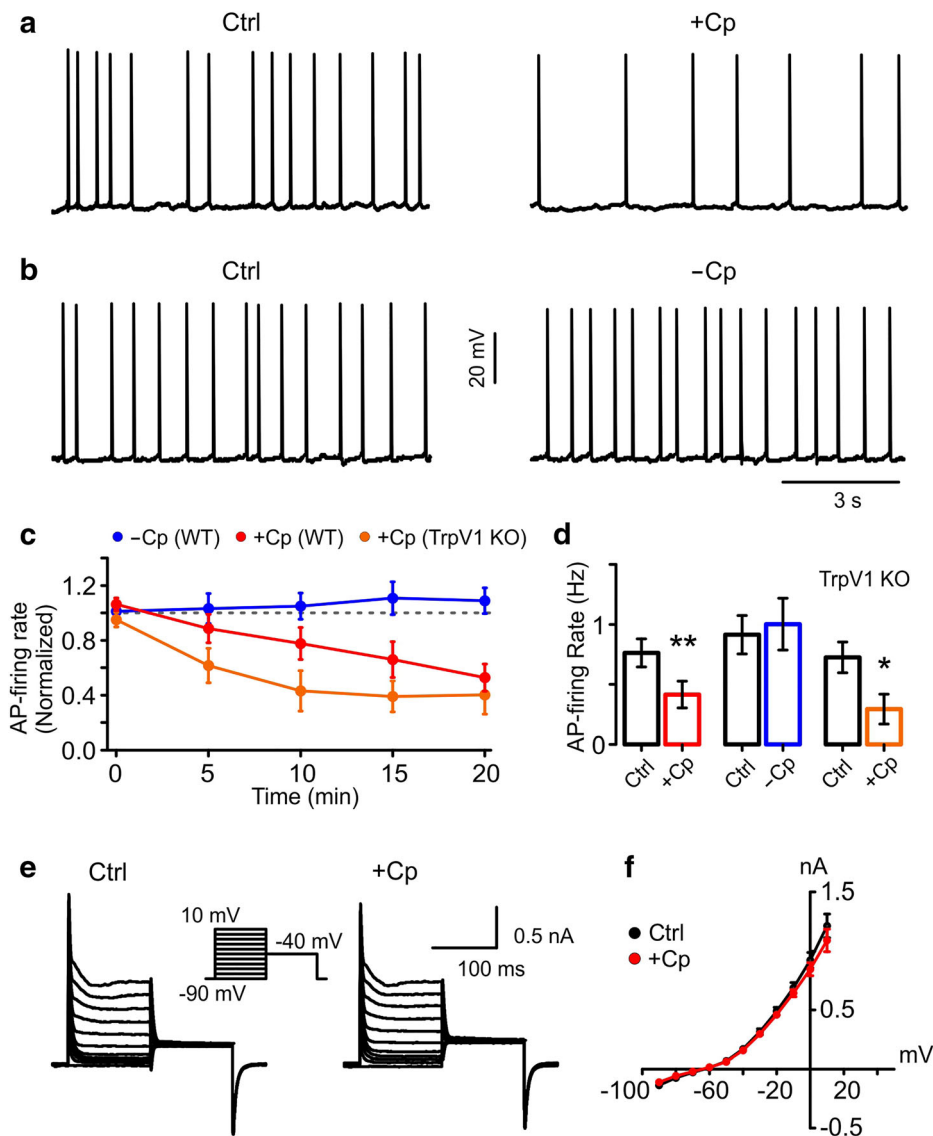 a
Ctrl
+Cp
b
Ctrl
−Cp
20 mV
3 s
c
−Cp (WT)
+Cp (WT)
+Cp (TrpV1 KO)
AP-firing rate
(Normalized)
1.2
0.8
0.4
0.0
0
5
10
15
20
Time (min)
d
TrpV1 KO
AP-firing Rate (Hz)
1
0
**
*
Ctrl
+Cp
Ctrl
−Cp
Ctrl
+Cp
e
Ctrl
+Cp
10 mV
-40 mV
-90 mV
0.5 nA
100 ms
f
nA
1.5
Ctrl
+Cp
0.5
mV
-100
-60
-20
20
-0.5